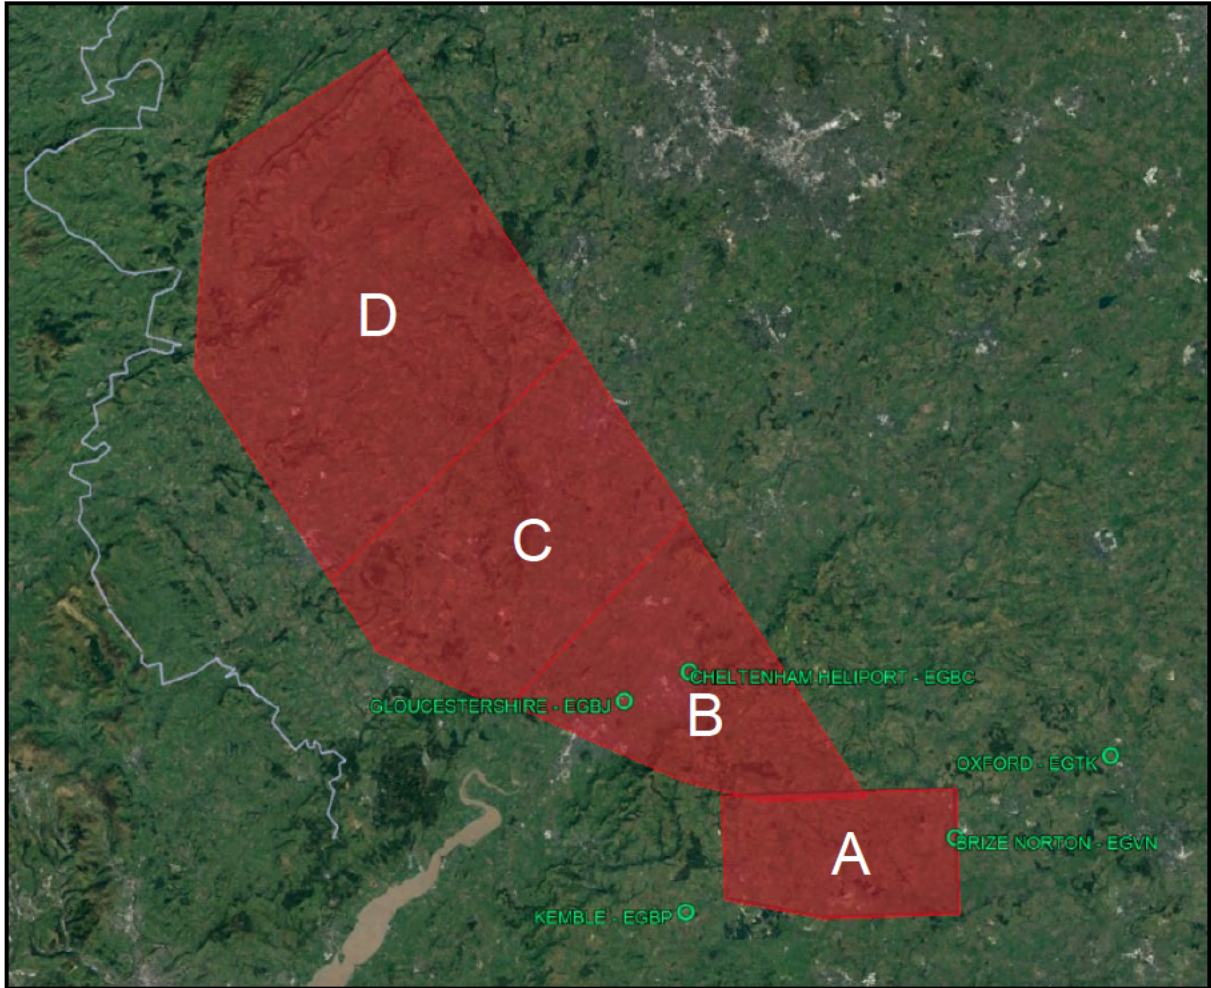 D
C
CHELTENHAM HELIPORT - EGBC
GLOUCESTERSHIRE - EGBJ
B
OXFORD - EGTK
BRIZE NORTON - EGVN
A
KEMBLE - EGBP